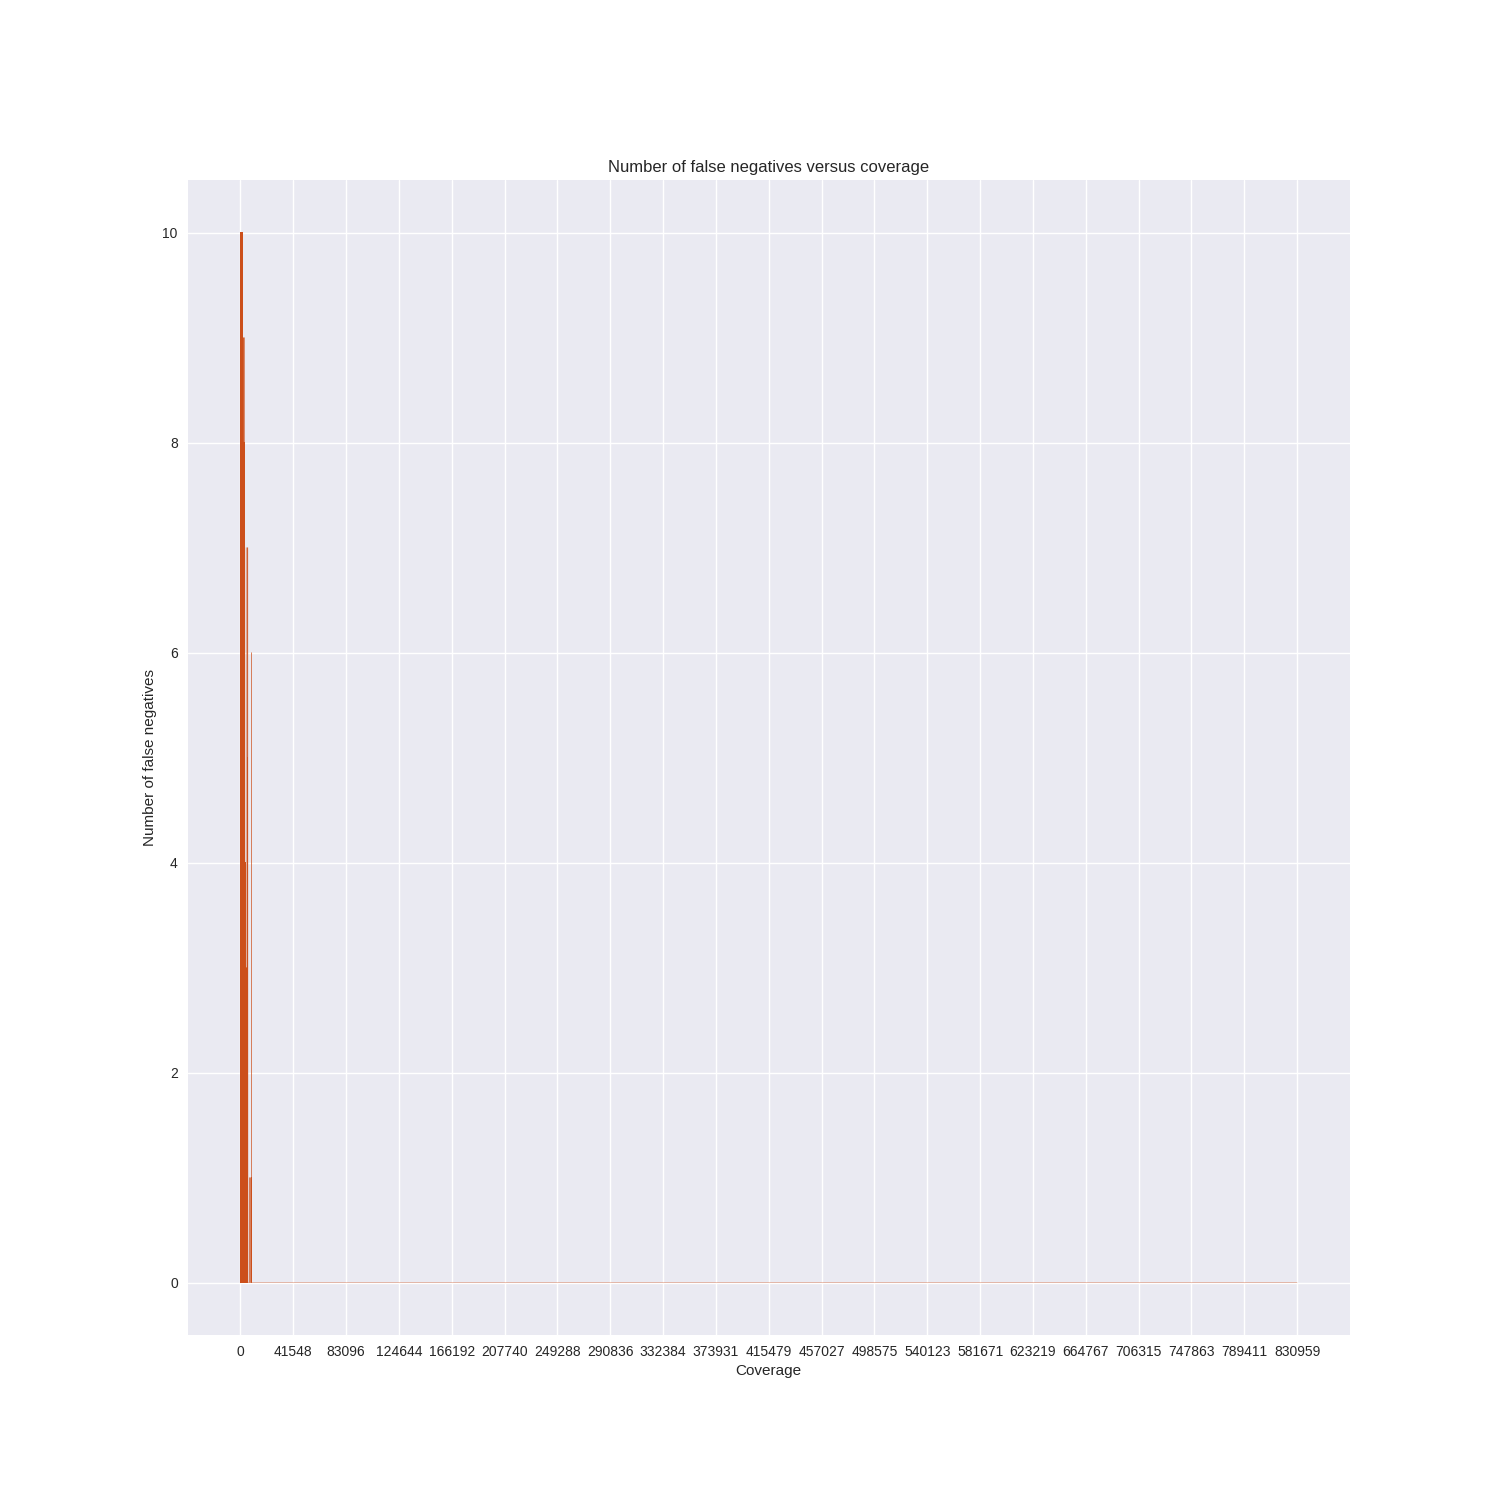 Number of false negatives versus coverage
10
8
6
4
2
0
Number of false negatives
0 41548 83096 124644 166192 207740 249288 290836 332384 373931 415479 457027 498575 540123 581671 623219 664767 706315 747863 789411 830959
Coverage